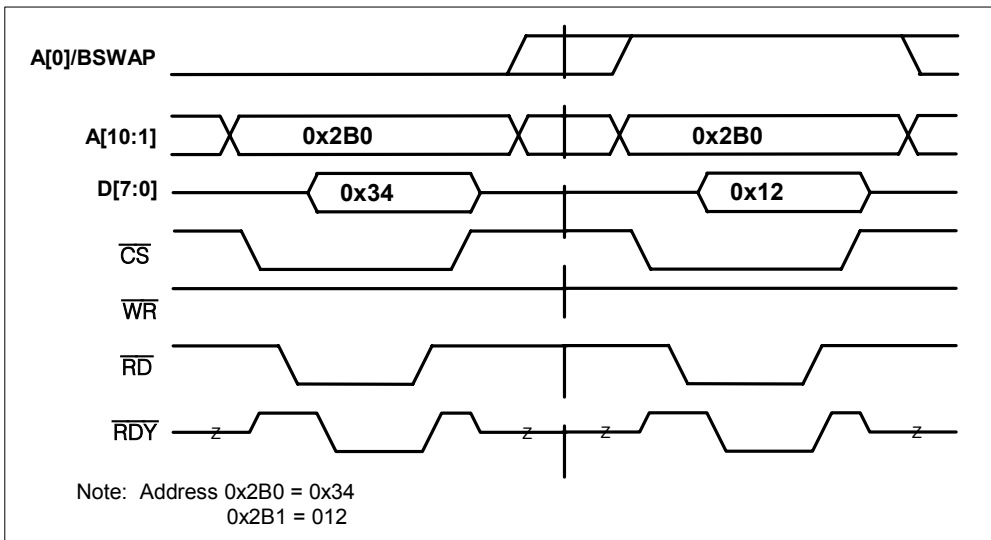 A[0]/BSWAP
A[10:1] 0x2B0 0x2B0
D[7:0] 0x34 0x12
CS
WR
RD
RDY Z Z Z Z
Note: Address 0x2B0 = 0x34
0x2B1 = 012